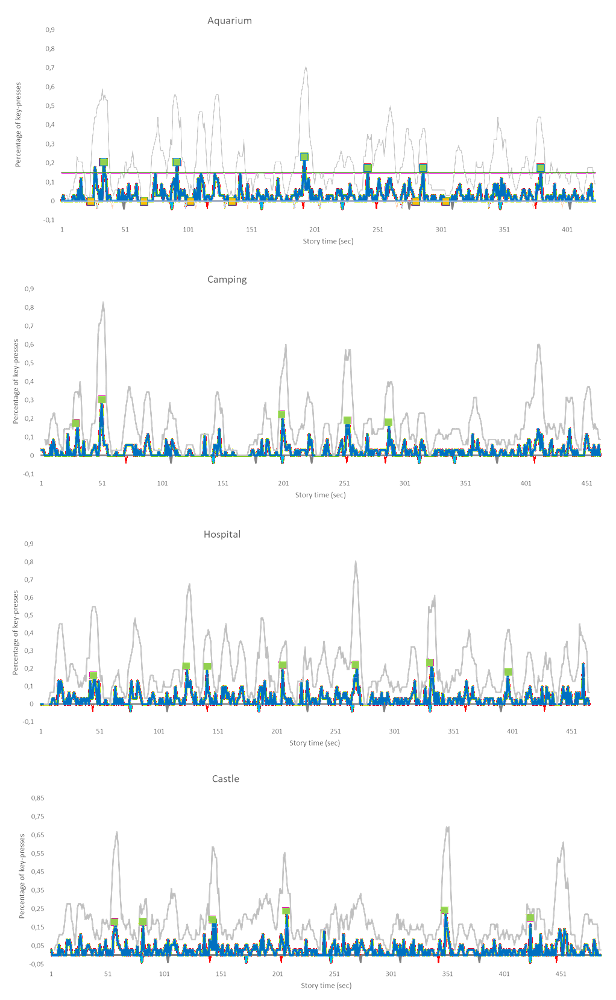 Aquarium
0,9
0,8
0,7
0,6
0,5
0,4
0,3
0,2
0,1
0
-0,1
Percentage of key-presses
1 51 101 151 201 251 301 351 401
Story time (sec)
Camping
0,9
0,8
0,7
0,6
0,5
0,4
0,3
0,2
0,1
0
-0,1
Percentage of key-presses
1 51 101 151 201 251 301 351 401 451
Story time (sec)
Hospital
0,9
0,8
0,7
0,6
0,5
0,4
0,3
0,2
0,1
0
-0,1
Percentage of key-presses
1 51 101 151 201 251 301 351 401 451
Story time (sec)
Castle
0,85
0,75
0,65
0,55
0,45
0,35
0,25
0,15
0,05
-0,05
Percentage of key-presses
1 51 101 151 201 251 301 351 401 451
Story time (sec)